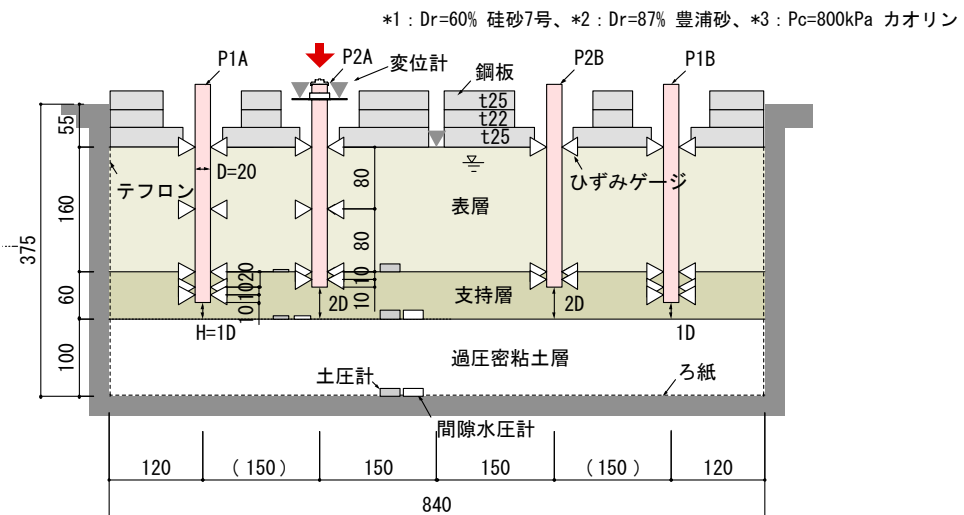 *1：Dr=60% 硅砂7号、*2：Dr=87% 豊浦砂、*3：Pc=800kPa カオリン
P1A
P2A
変位計
鋼板
P2B
P1B
t25
t22
t25
55
テフロン
D=20
80
ひずみゲージ
表層
160
375
80
20
10
10
10
10
10
支持層
60
2D
2D
H=1D
1D
過圧密粘土層
100
土圧計
ろ紙
間隙水圧計
120
(150)
150
150
(150)
120
840